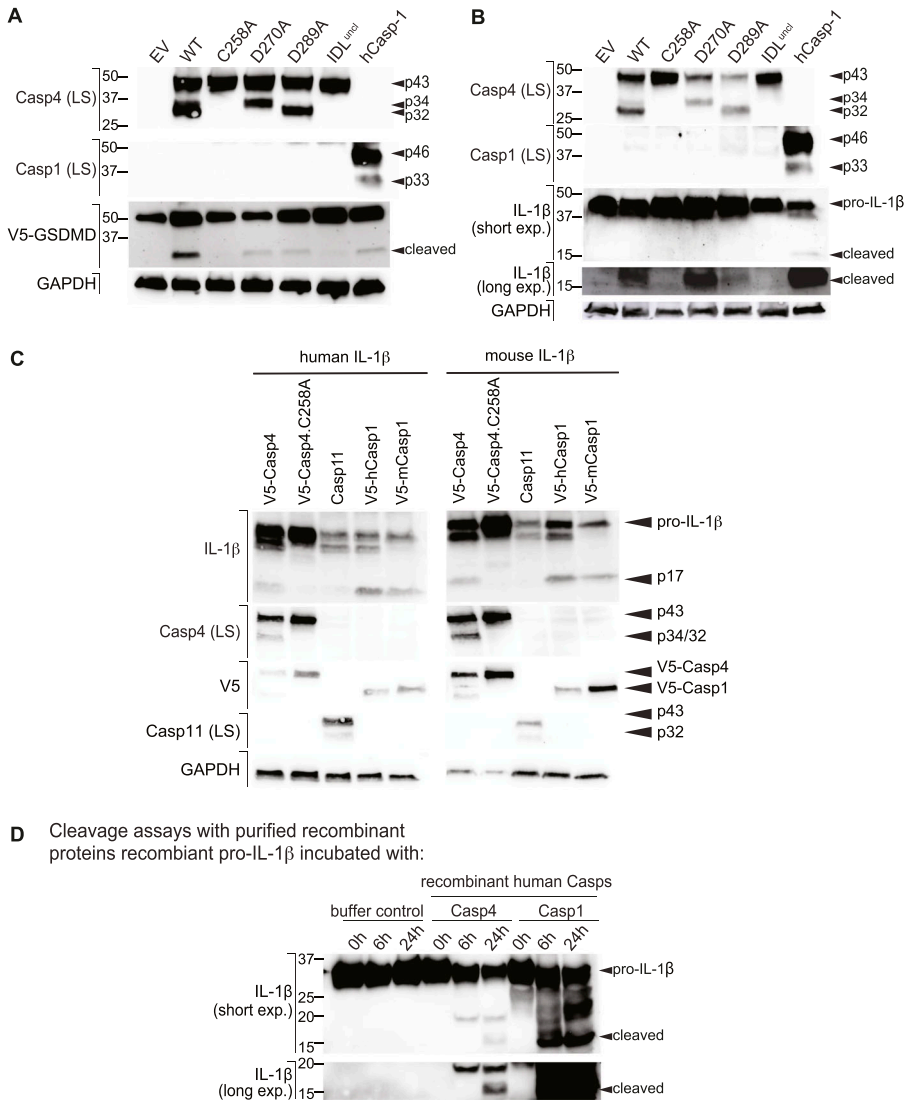 A
EV WT C258A D270A D289A IDLuncl hCasp-1
Casp4 (LS)
50
37
25
p43
p34
p32
Casp1 (LS)
50
37
p46
p33
V5-GSDMD
50
37
cleaved
GAPDH
B
EV WT C258A D270A D289A IDLuncl hCasp-1
Casp4 (LS)
50
37
25
p43
p34
p32
Casp1 (LS)
50
37
p46
p33
IL-1β
(short exp.)
50
37
15
pro-IL-1β
cleaved
IL-1β
(long exp.)
15
cleaved
GAPDH
C
human IL-1β
mouse IL-1β
V5-Casp4
V5-Casp4.C258A
Casp11
V5-hCasp1
V5-mCasp1
V5-Casp4
V5-Casp4.C258A
Casp11
V5-hCasp1
V5-mCasp1
IL-1β
pro-IL-1β
p17
Casp4 (LS)
p43
p34/32
V5
V5-Casp4
V5-Casp1
Casp11 (LS)
p43
p32
GAPDH
D
Cleavage assays with purified recombinant
proteins recombiant pro-IL-1β incubated with:
recombinant human Casps
buffer control Casp4 Casp1
0h 6h 24h 0h 6h 24h 0h 6h 24h
IL-1β
(short exp.)
37
25
20
15
pro-IL-1β
cleaved
IL-1β
(long exp.)
20
15
cleaved